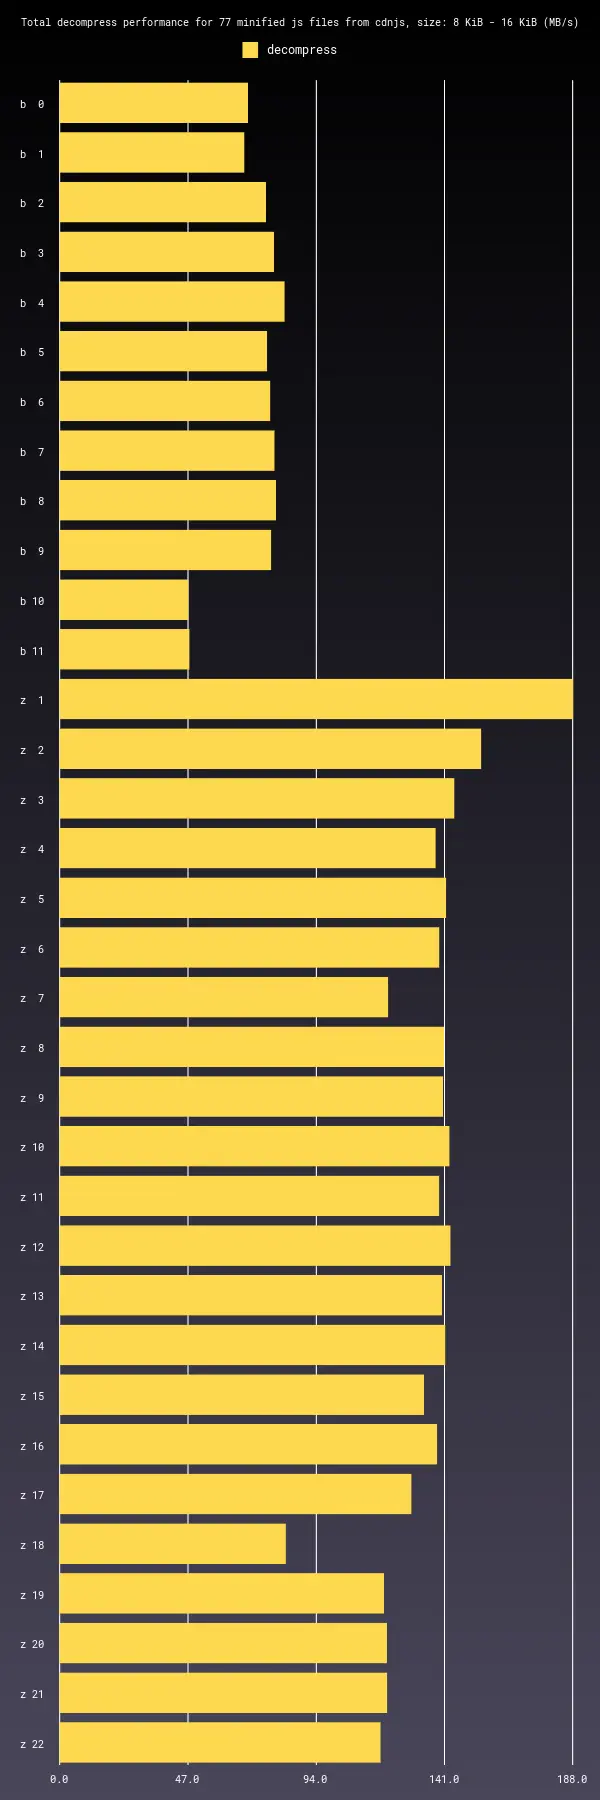 Total decompress performance for 77 minified js files from cdnjs, size: 8 KiB - 16 KiB (MB/s)
decompress
b 0
b 1
b 2
b 3
b 4
b 5
b 6
b 7
b 8
b 9
b 10
b 11
z 1
z 2
z 3
z 4
z 5
z 6
z 7
z 8
z 9
z 10
z 11
z 12
z 13
z 14
z 15
z 16
z 17
z 18
z 19
z 20
z 21
z 22
0.0 47.0 94.0 141.0 188.0